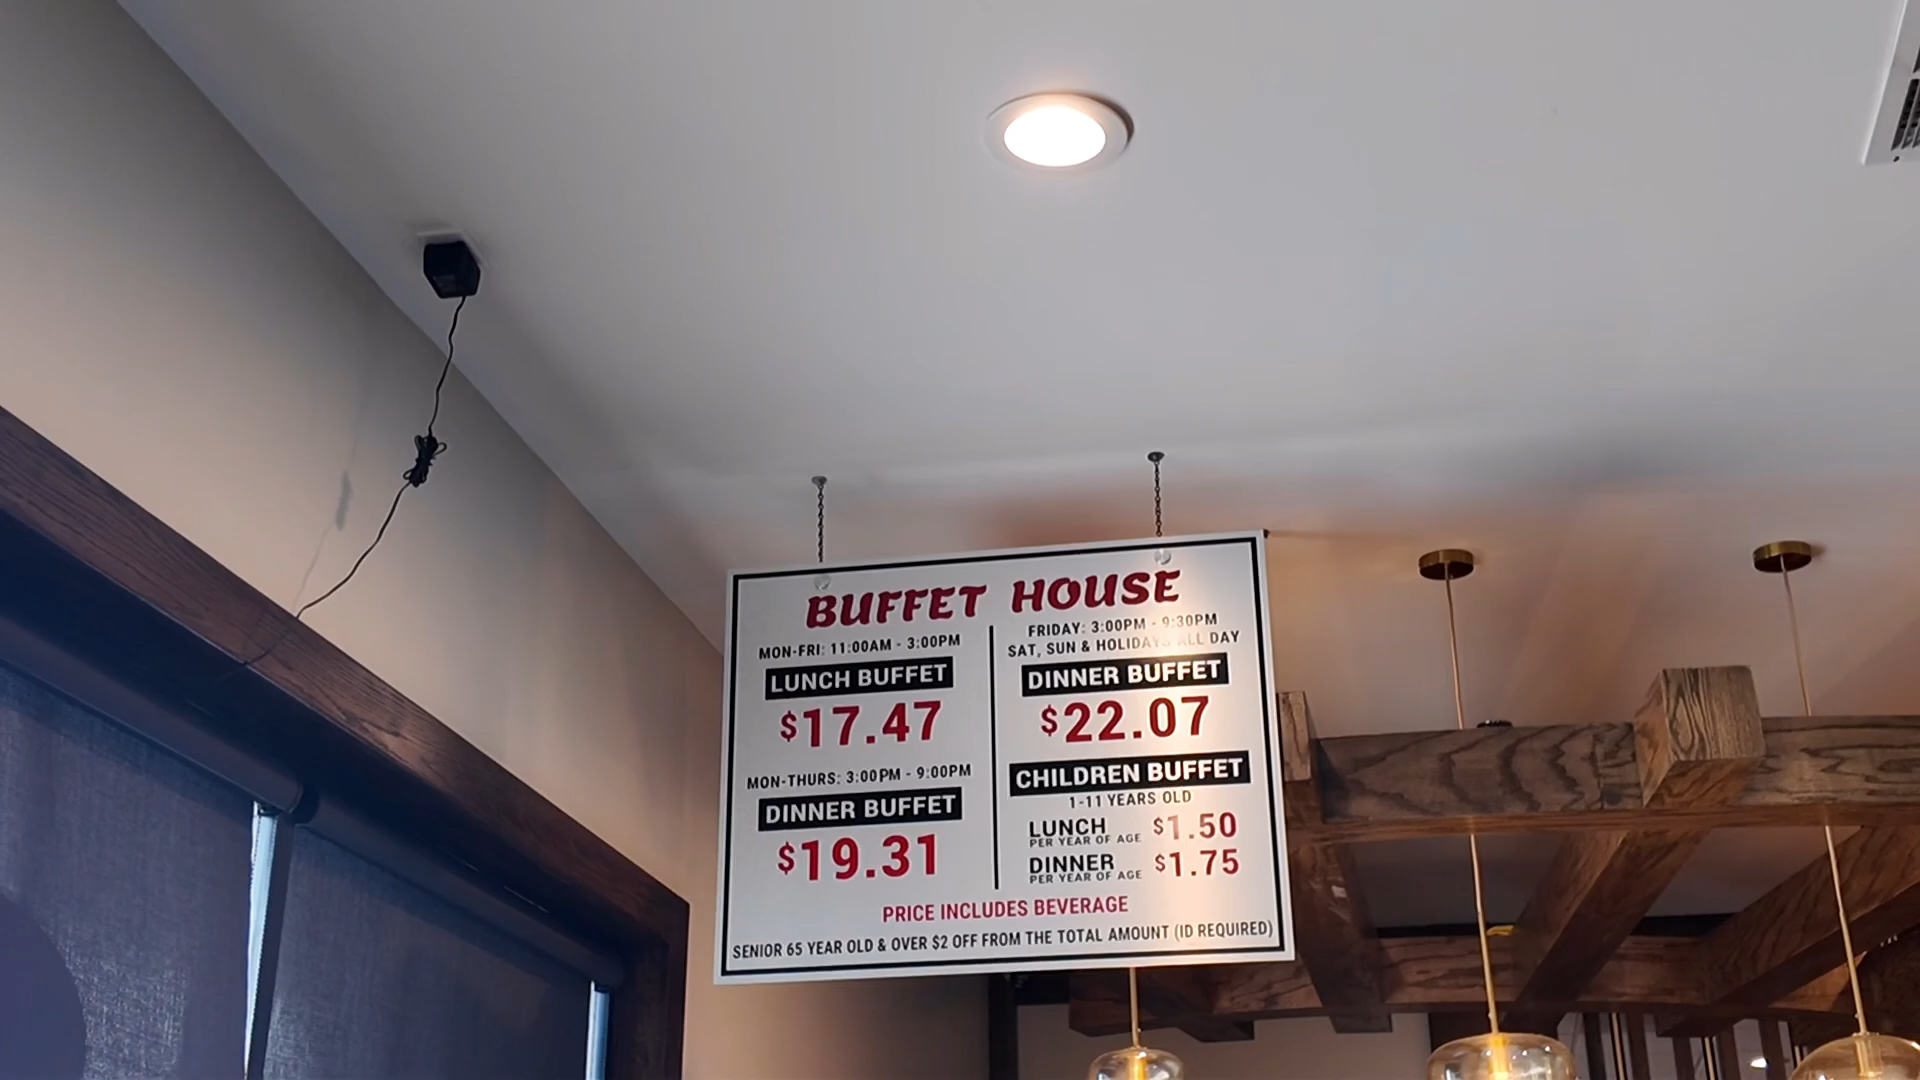 BUFFET HOUSE
MON-FRI: 11:00AM - 3:00PM
LUNCH BUFFET
$17.47
MON-THURS: 3:00PM - 9:00PM
DINNER BUFFET
$19.31
FRIDAY: 3:00PM - 9:30PM
SAT, SUN & HOLIDAYS ALL DAY
DINNER BUFFET
$22.07
CHILDREN BUFFET
1-11 YEARS OLD
LUNCH PER YEAR OF AGE $1.50
DINNER PER YEAR OF AGE $1.75
PRICE INCLUDES BEVERAGE
SENIOR 65 YEAR OLD & OVER $2 OFF FROM THE TOTAL AMOUNT (ID REQUIRED)